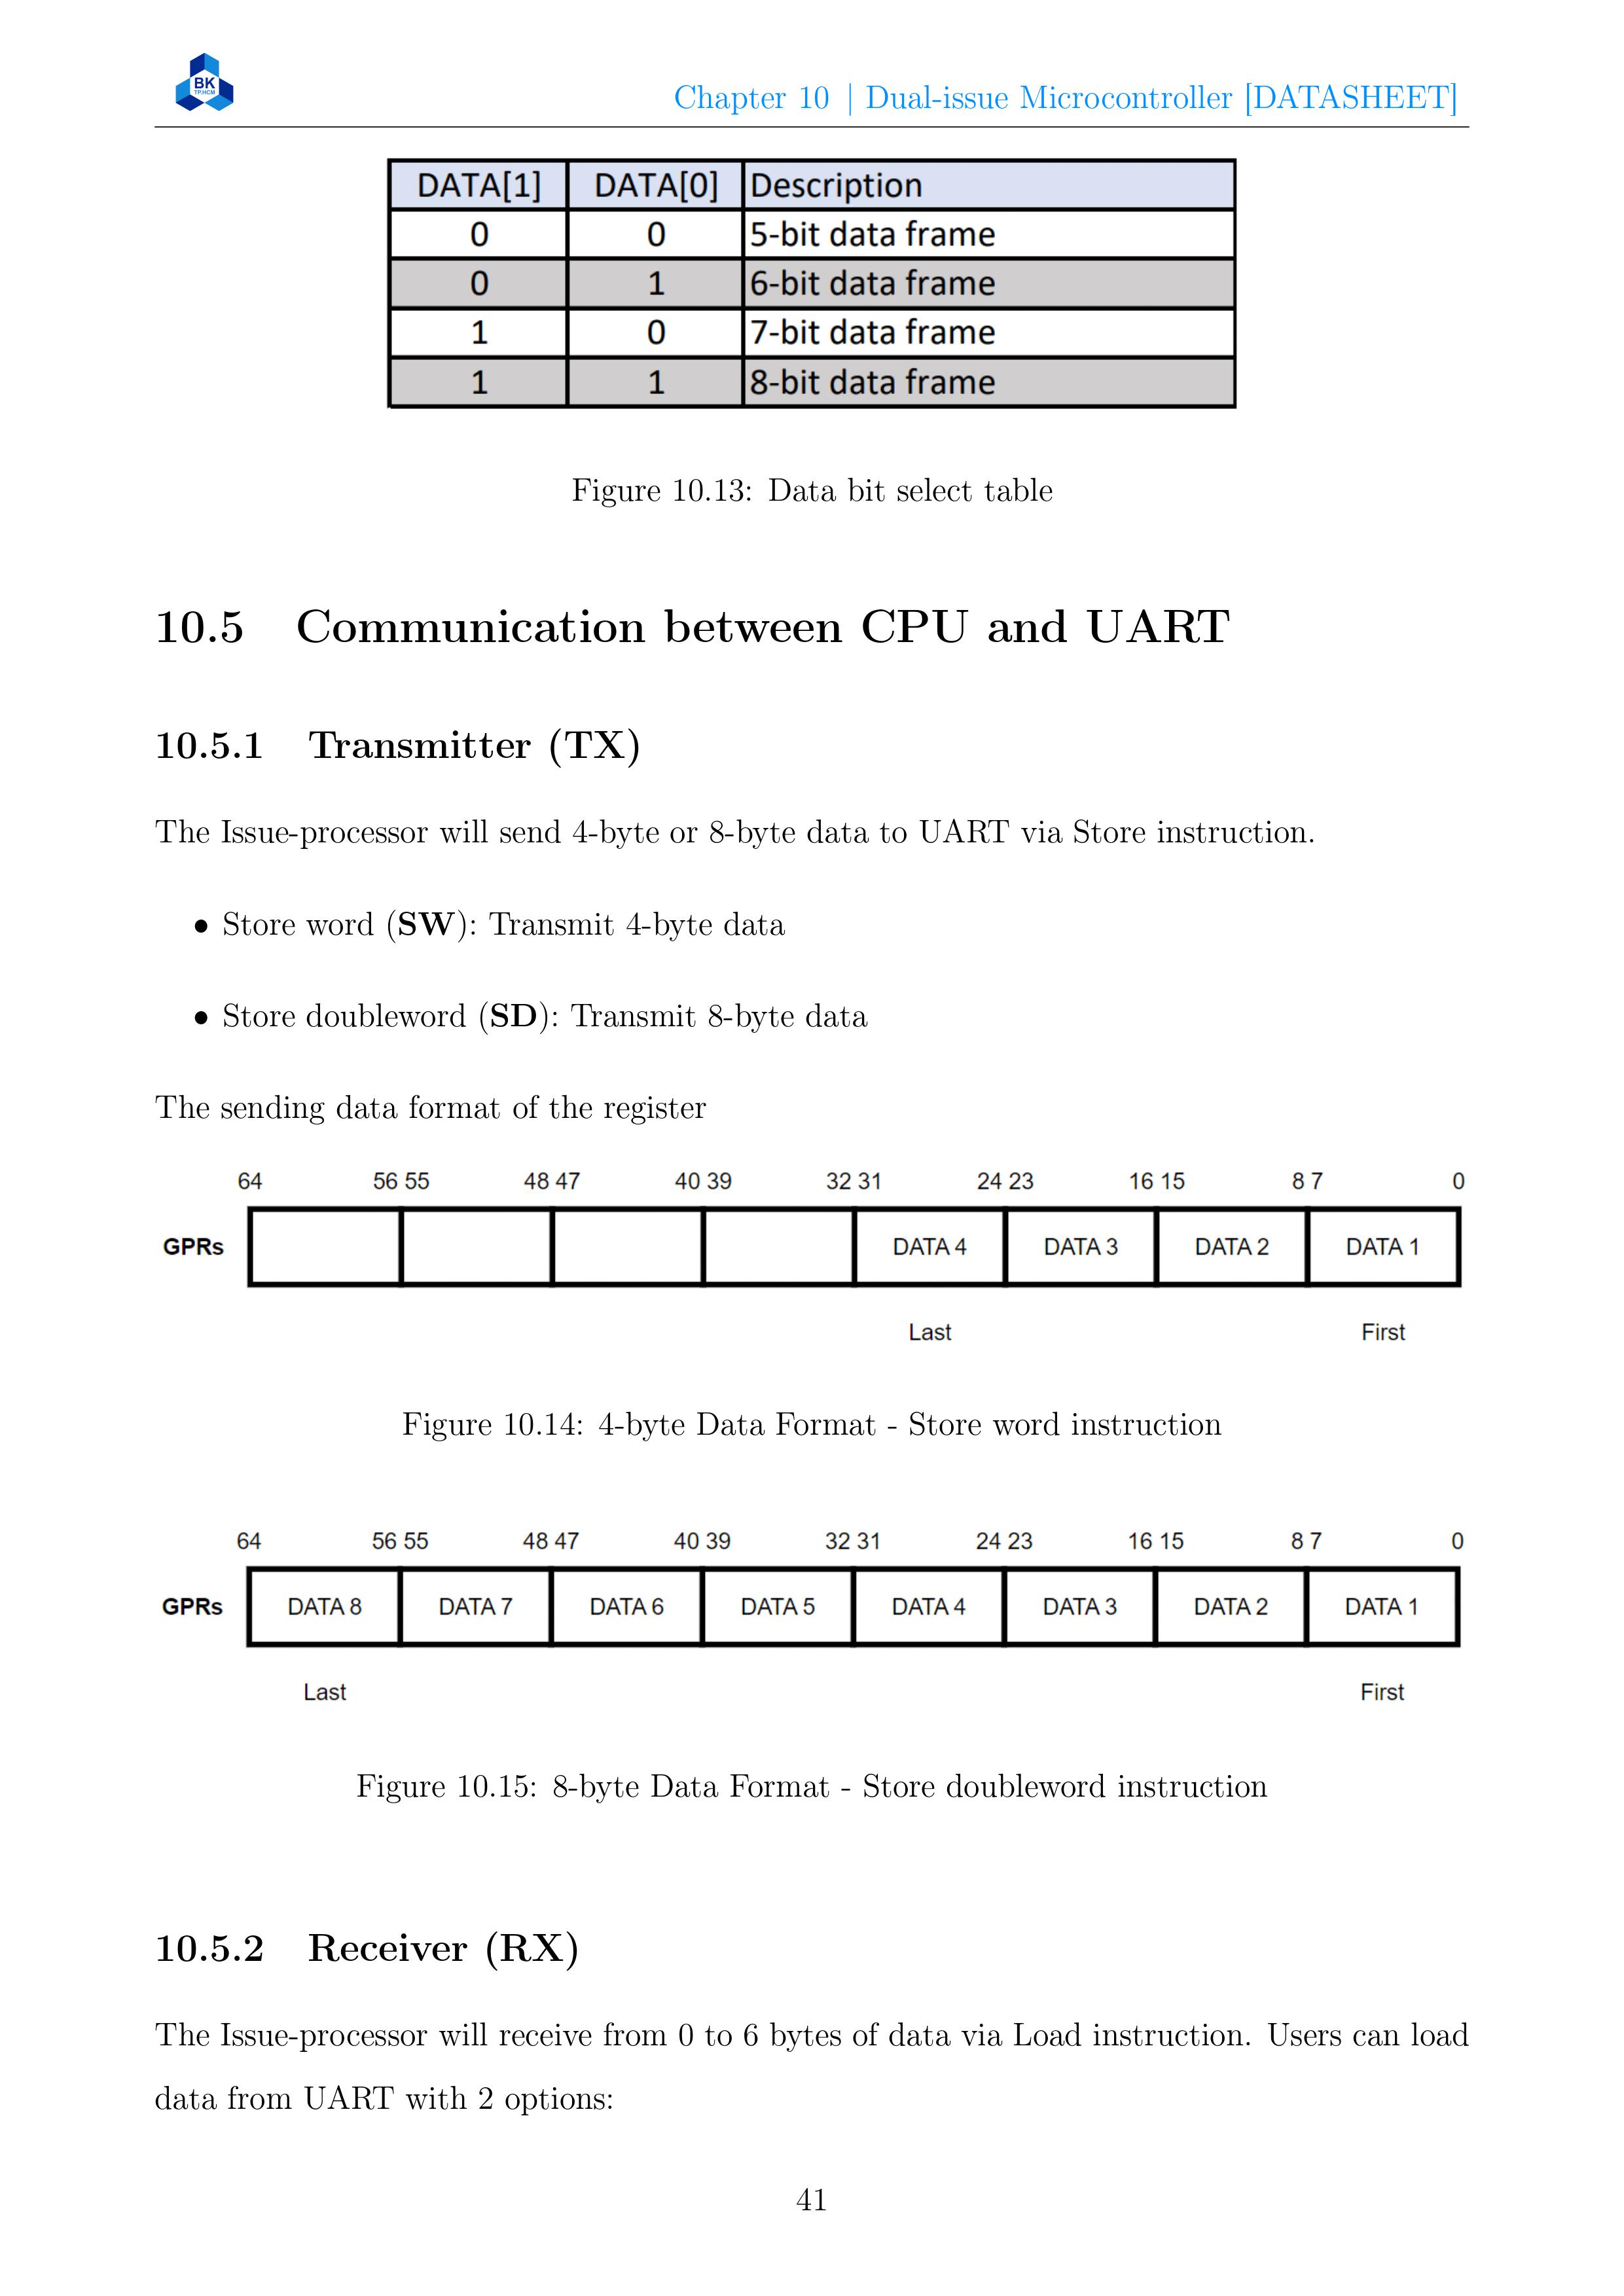 BK
TP.HCM
Chapter 10 | Dual-issue Microcontroller [DATASHEET]
DATA[1] DATA[0] Description
0 0 5-bit data frame
0 1 6-bit data frame
1 0 7-bit data frame
1 1 8-bit data frame
Figure 10.13: Data bit select table
10.5 Communication between CPU and UART
10.5.1 Transmitter (TX)
The Issue-processor will send 4-byte or 8-byte data to UART via Store instruction.
• Store word (SW): Transmit 4-byte data
• Store doubleword (SD): Transmit 8-byte data
The sending data format of the register
64 56 55 48 47 40 39 32 31 24 23 16 15 8 7 0
GPRs DATA 4 DATA 3 DATA 2 DATA 1
Last First
Figure 10.14: 4-byte Data Format - Store word instruction
64 56 55 48 47 40 39 32 31 24 23 16 15 8 7 0
GPRs DATA 8 DATA 7 DATA 6 DATA 5 DATA 4 DATA 3 DATA 2 DATA 1
Last First
Figure 10.15: 8-byte Data Format - Store doubleword instruction
10.5.2 Receiver (RX)
The Issue-processor will receive from 0 to 6 bytes of data via Load instruction. Users can load
data from UART with 2 options:
41